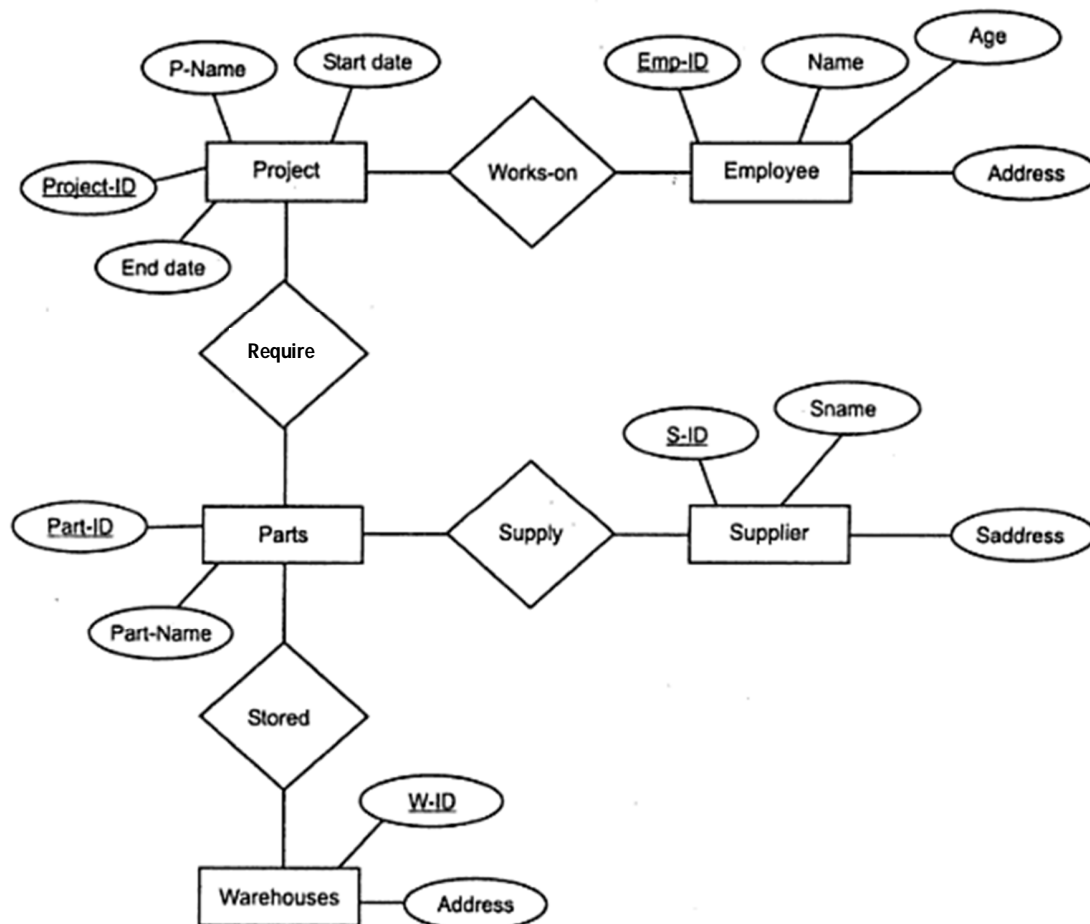 Age
Start date
P-Name
Emp-ID
Name
Project
Works-on
Employee
Address
Project-ID
End date
Require
Sname
S-ID
Part-ID
Parts
Supply
Supplier
Saddress
Part-Name
Stored
W-ID
Warehouses
Address